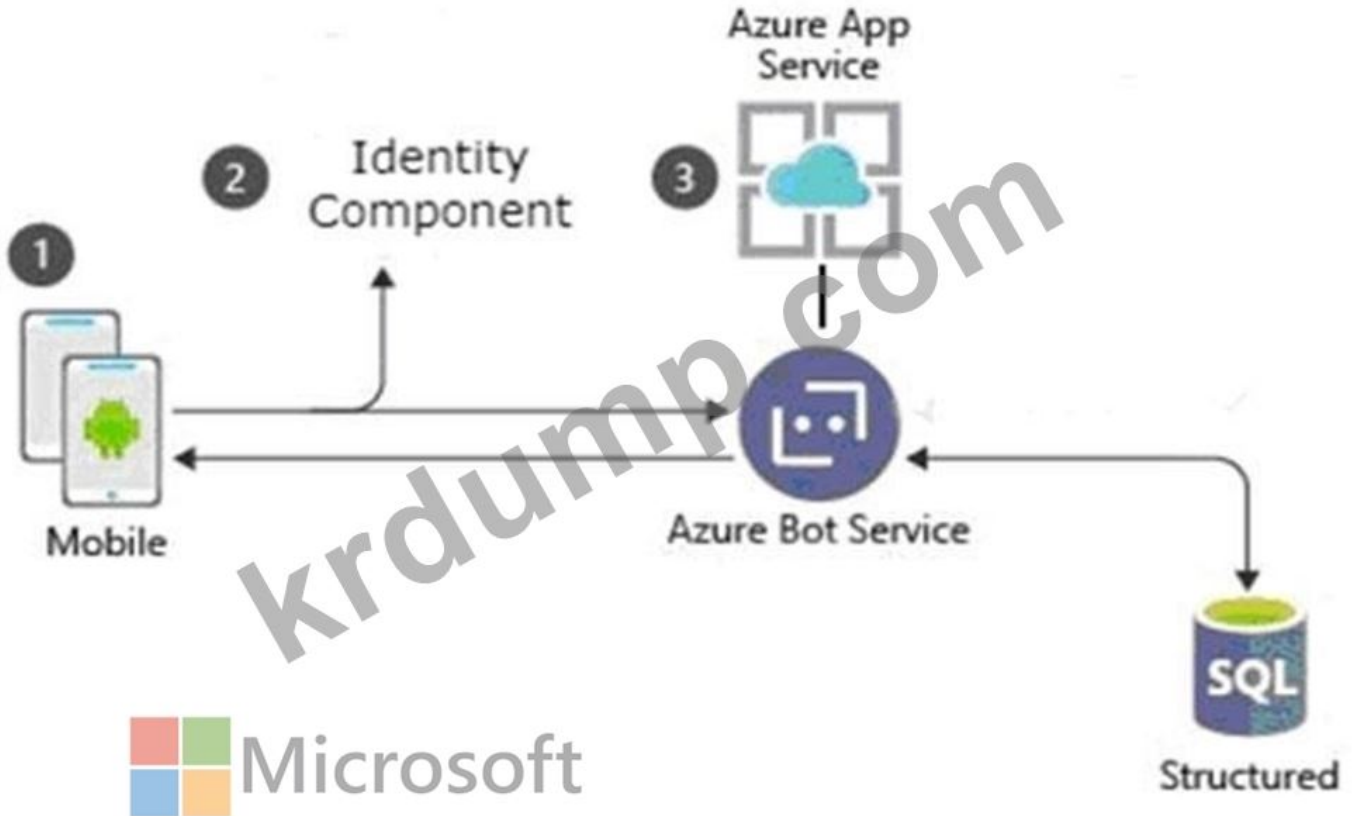 Azure App
Service
2
Identity
Component
3
1
Mobile
Azure Bot Service
SQL
Structured
Microsoft
krdump.com